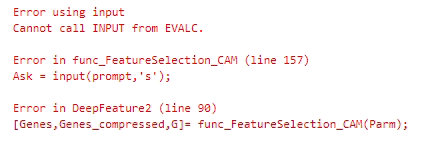 Error using input
Cannot call INPUT from EVALC.
Error in func_FeatureSelection_CAM (line 157)
Ask = input(prompt,'s');
Error in DeepFeature2 (line 90)
[Genes,Genes_compressed,G]= func_FeatureSelection_CAM(Parm);